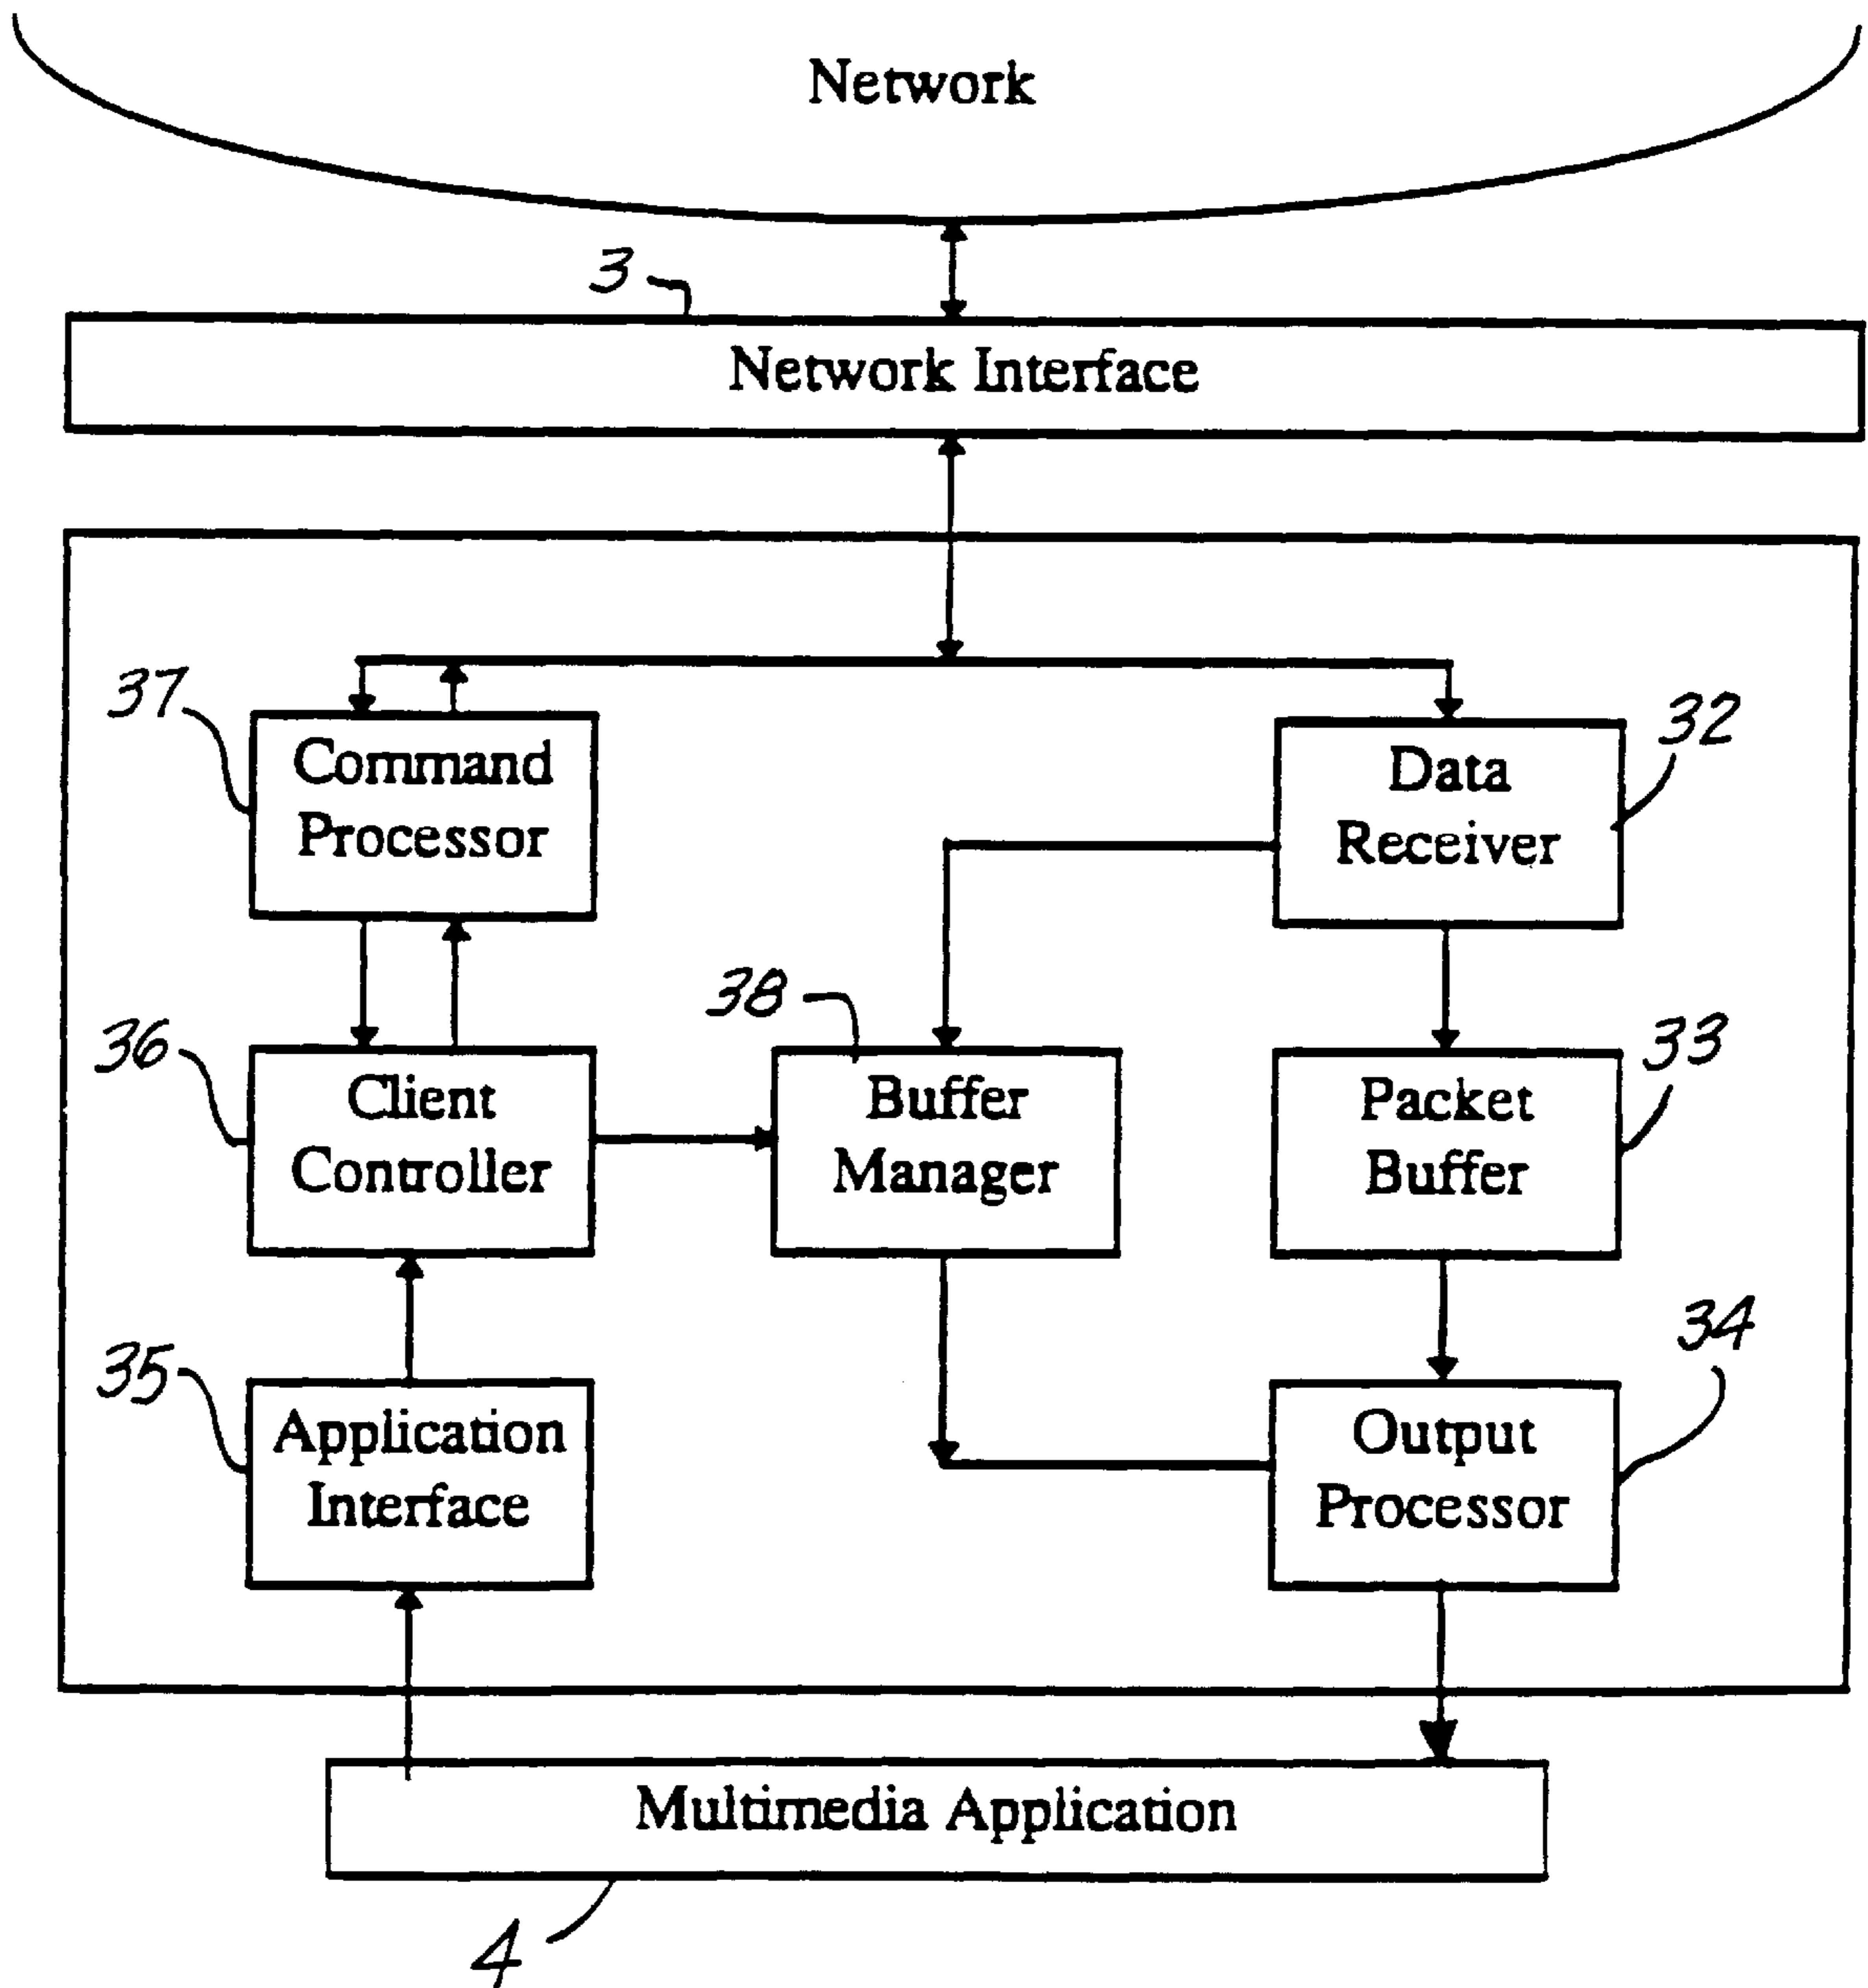 Network
3
Network Interface
37
Command
Processor
32
Data
Receiver
38
36
Client
Controller
Buffer
Manager
33
Packet
Buffer
35
Application
Interface
34
Output
Processor
Multimedia Application
4